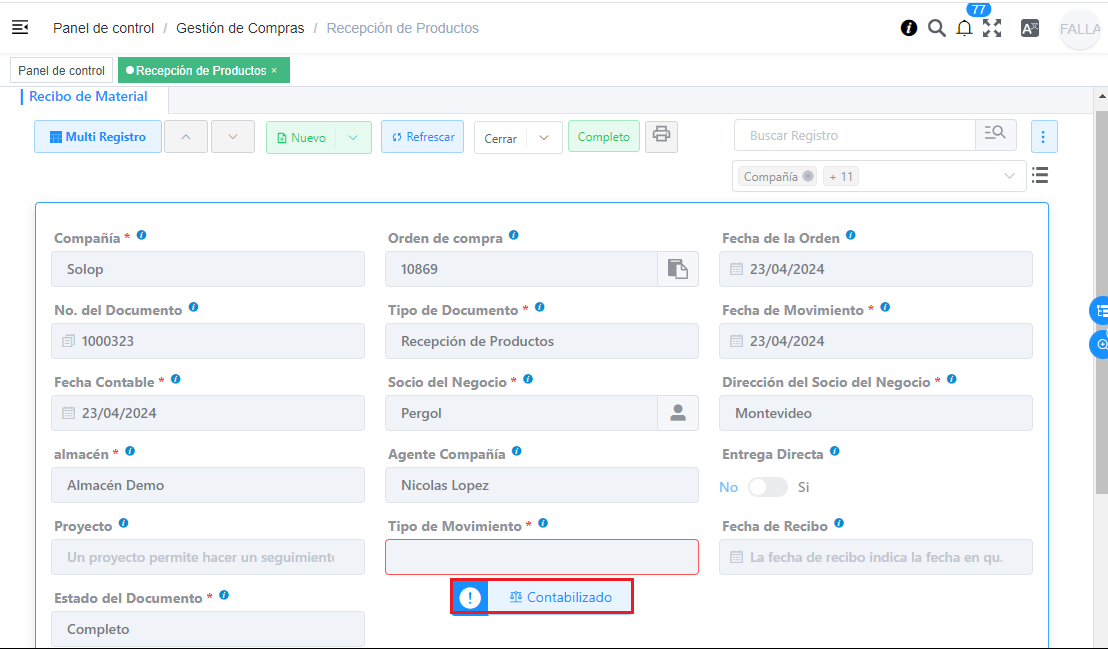 77
Panel de control / Gestión de Compras / Recepción de Productos
FALLA
Panel de control
Recepción de Productos ×
Recibo de Material
Multi Registro
Nuevo
Refrescar
Cerrar
Completo
Buscar Registro
Compañía
+ 11
Compañía *
Orden de compra
Fecha de la Orden
Solop
10869
23/04/2024
No. del Documento
Tipo de Documento *
Fecha de Movimiento *
1000323
Recepción de Productos
23/04/2024
Fecha Contable *
Socio del Negocio *
Dirección del Socio del Negocio *
23/04/2024
Pergol
Montevideo
almacén *
Agente Compañía
Entrega Directa
Almacén Demo
Nicolas Lopez
No
Si
Proyecto
Tipo de Movimiento *
Fecha de Recibo
Un proyecto permite hacer un seguimiento
La fecha de recibo indica la fecha en qu.
Estado del Documento *
Contabilizado
Completo